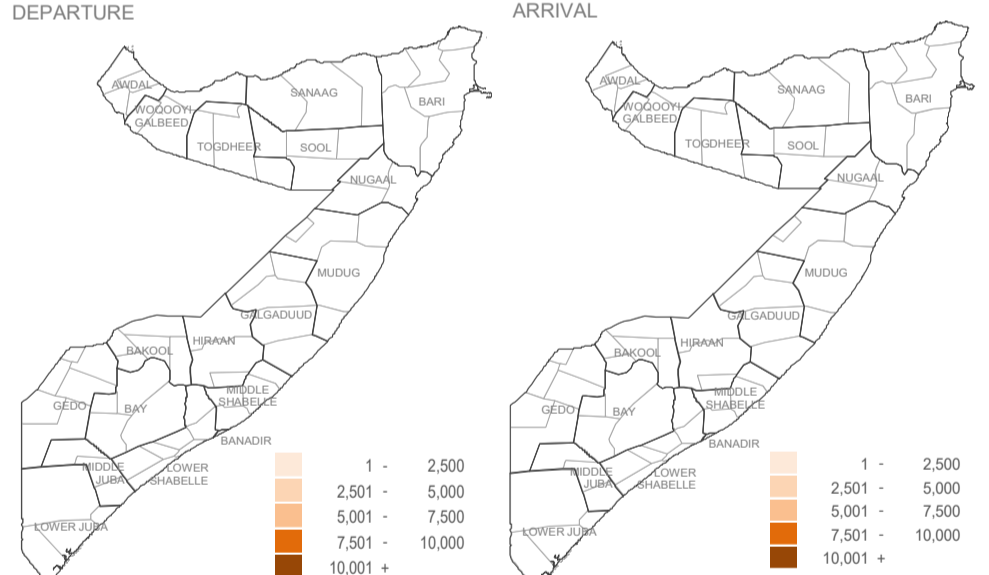 DEPARTURE
AWDAL
WOQOOYI
GALBEED
TOGDHEER
SANAAG
SOOL
BARI
NUGAAL
MUDUG
GALGADUUD
HIRAAN
BAKOOL
GEDO
BAY
MIDDLE
SHABELLE
BANADIR
MIDDLE
JUBA
LOWER
SHABELLE
LOWER JUBA
1 - 2,500
2,501 - 5,000
5,001 - 7,500
7,501 - 10,000
10,001 +
ARRIVAL
AWDAL
WOQOOYI
GALBEED
TOGDHEER
SANAAG
SOOL
BARI
NUGAAL
MUDUG
GALGADUUD
HIRAAN
BAKOOL
GEDO
BAY
MIDDLE
SHABELLE
BANADIR
MIDDLE
JUBA
LOWER
SHABELLE
LOWER JUBA
1 - 2,500
2,501 - 5,000
5,001 - 7,500
7,501 - 10,000
10,001 +